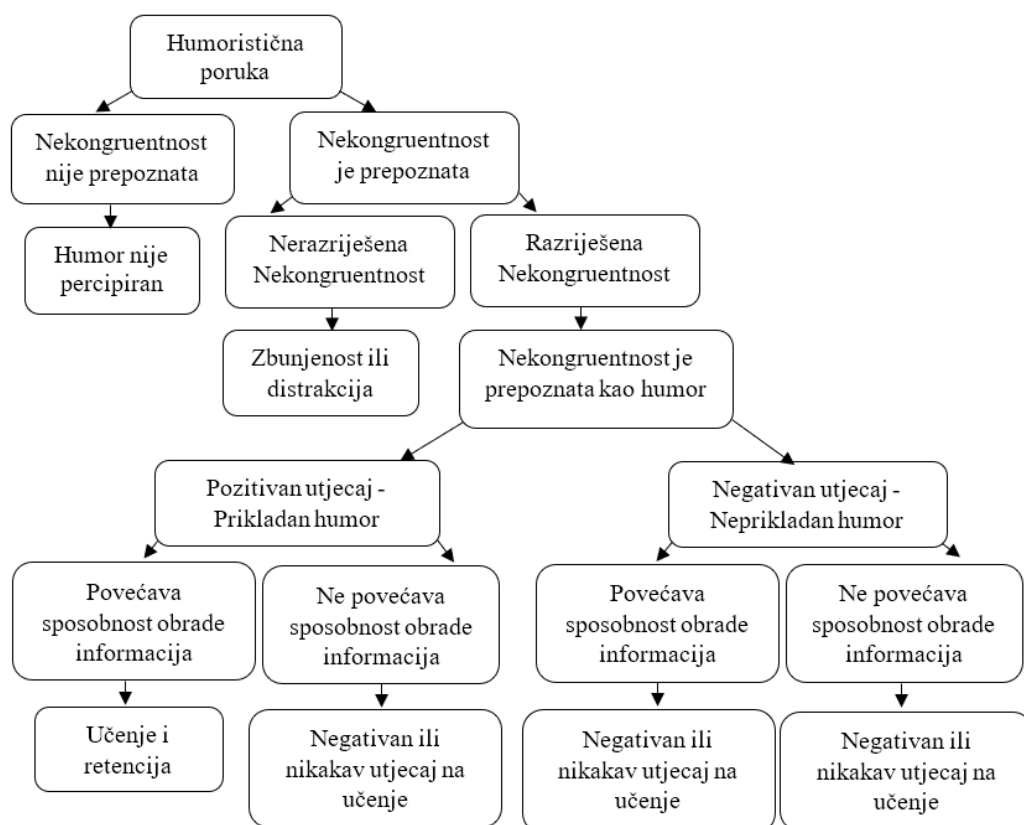 Humoristična
poruka
Nekongruentnost
nije prepoznata
Nekongruentnost
je prepoznata
Humor nije
percipiran
Nerazriješena
Nekongruentnost
Razriješena
Nekongruentnost
Zbunjenost ili
distrakcija
Nekongruentnost je
prepoznata kao humor
Pozitivan utjecaj -
Prikladan humor
Negativan utjecaj -
Neprikladan humor
Povećava
sposobnost obrade
informacija
Ne povećava
sposobnost obrade
informacija
Povećava
sposobnost obrade
informacija
Ne povećava
sposobnost obrade
informacija
Učenje i
retencija
Negativan ili
nikakav utjecaj na
učenje
Negativan ili
nikakav utjecaj na
učenje
Negativan ili
nikakav utjecaj na
učenje